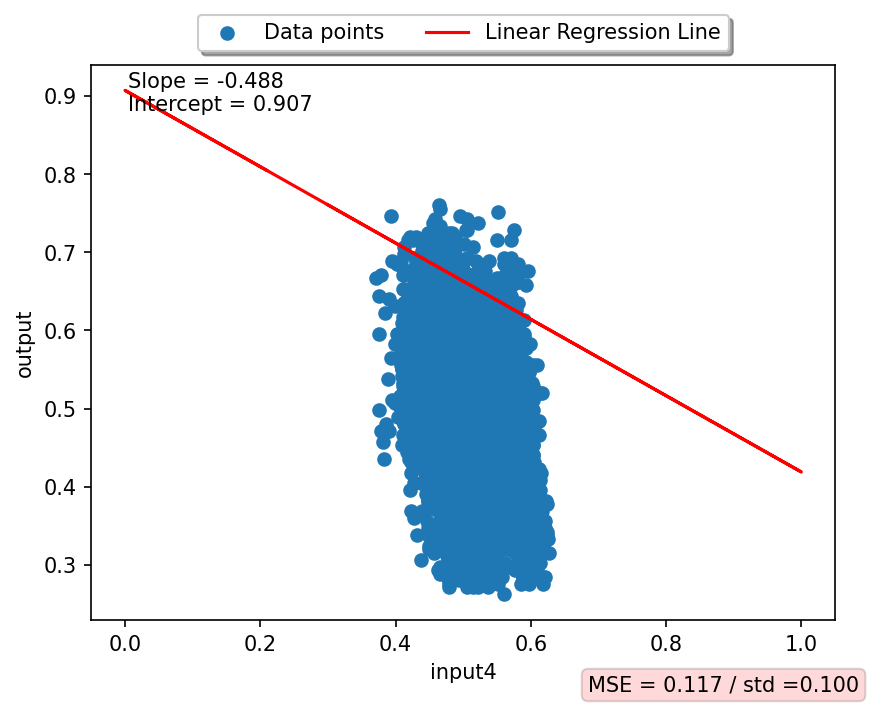 Data points
Linear Regression Line
Slope = -0.488
Intercept = 0.907
0.9
0.8
0.7
0.6
0.5
0.4
0.3
output
0.0 0.2 0.4 0.6 0.8 1.0
input4
MSE = 0.117 / std =0.100